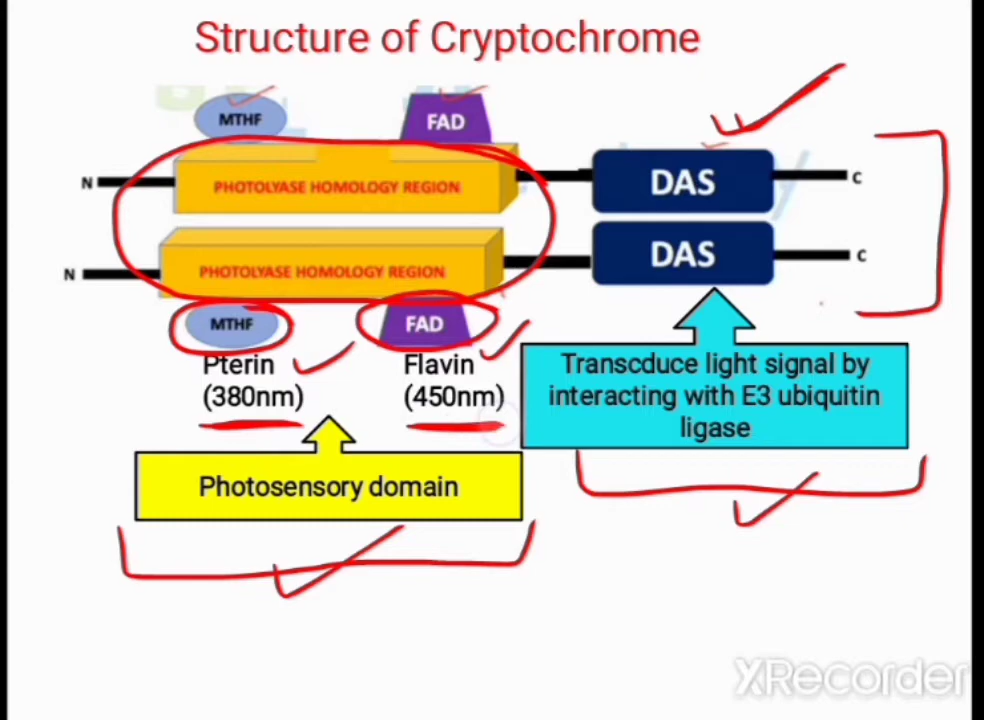 Structure of Cryptochrome
MTHF
FAD
N
PHOTOLYASE HOMOLOGY REGION
DAS
C
N
PHOTOLYASE HOMOLOGY REGION
DAS
C
MTHF
FAD
Pterin
(380nm)
Flavin
(450nm)
Transcduce light signal by
interacting with E3 ubiquitin
ligase
Photosensory domain
XRecorder